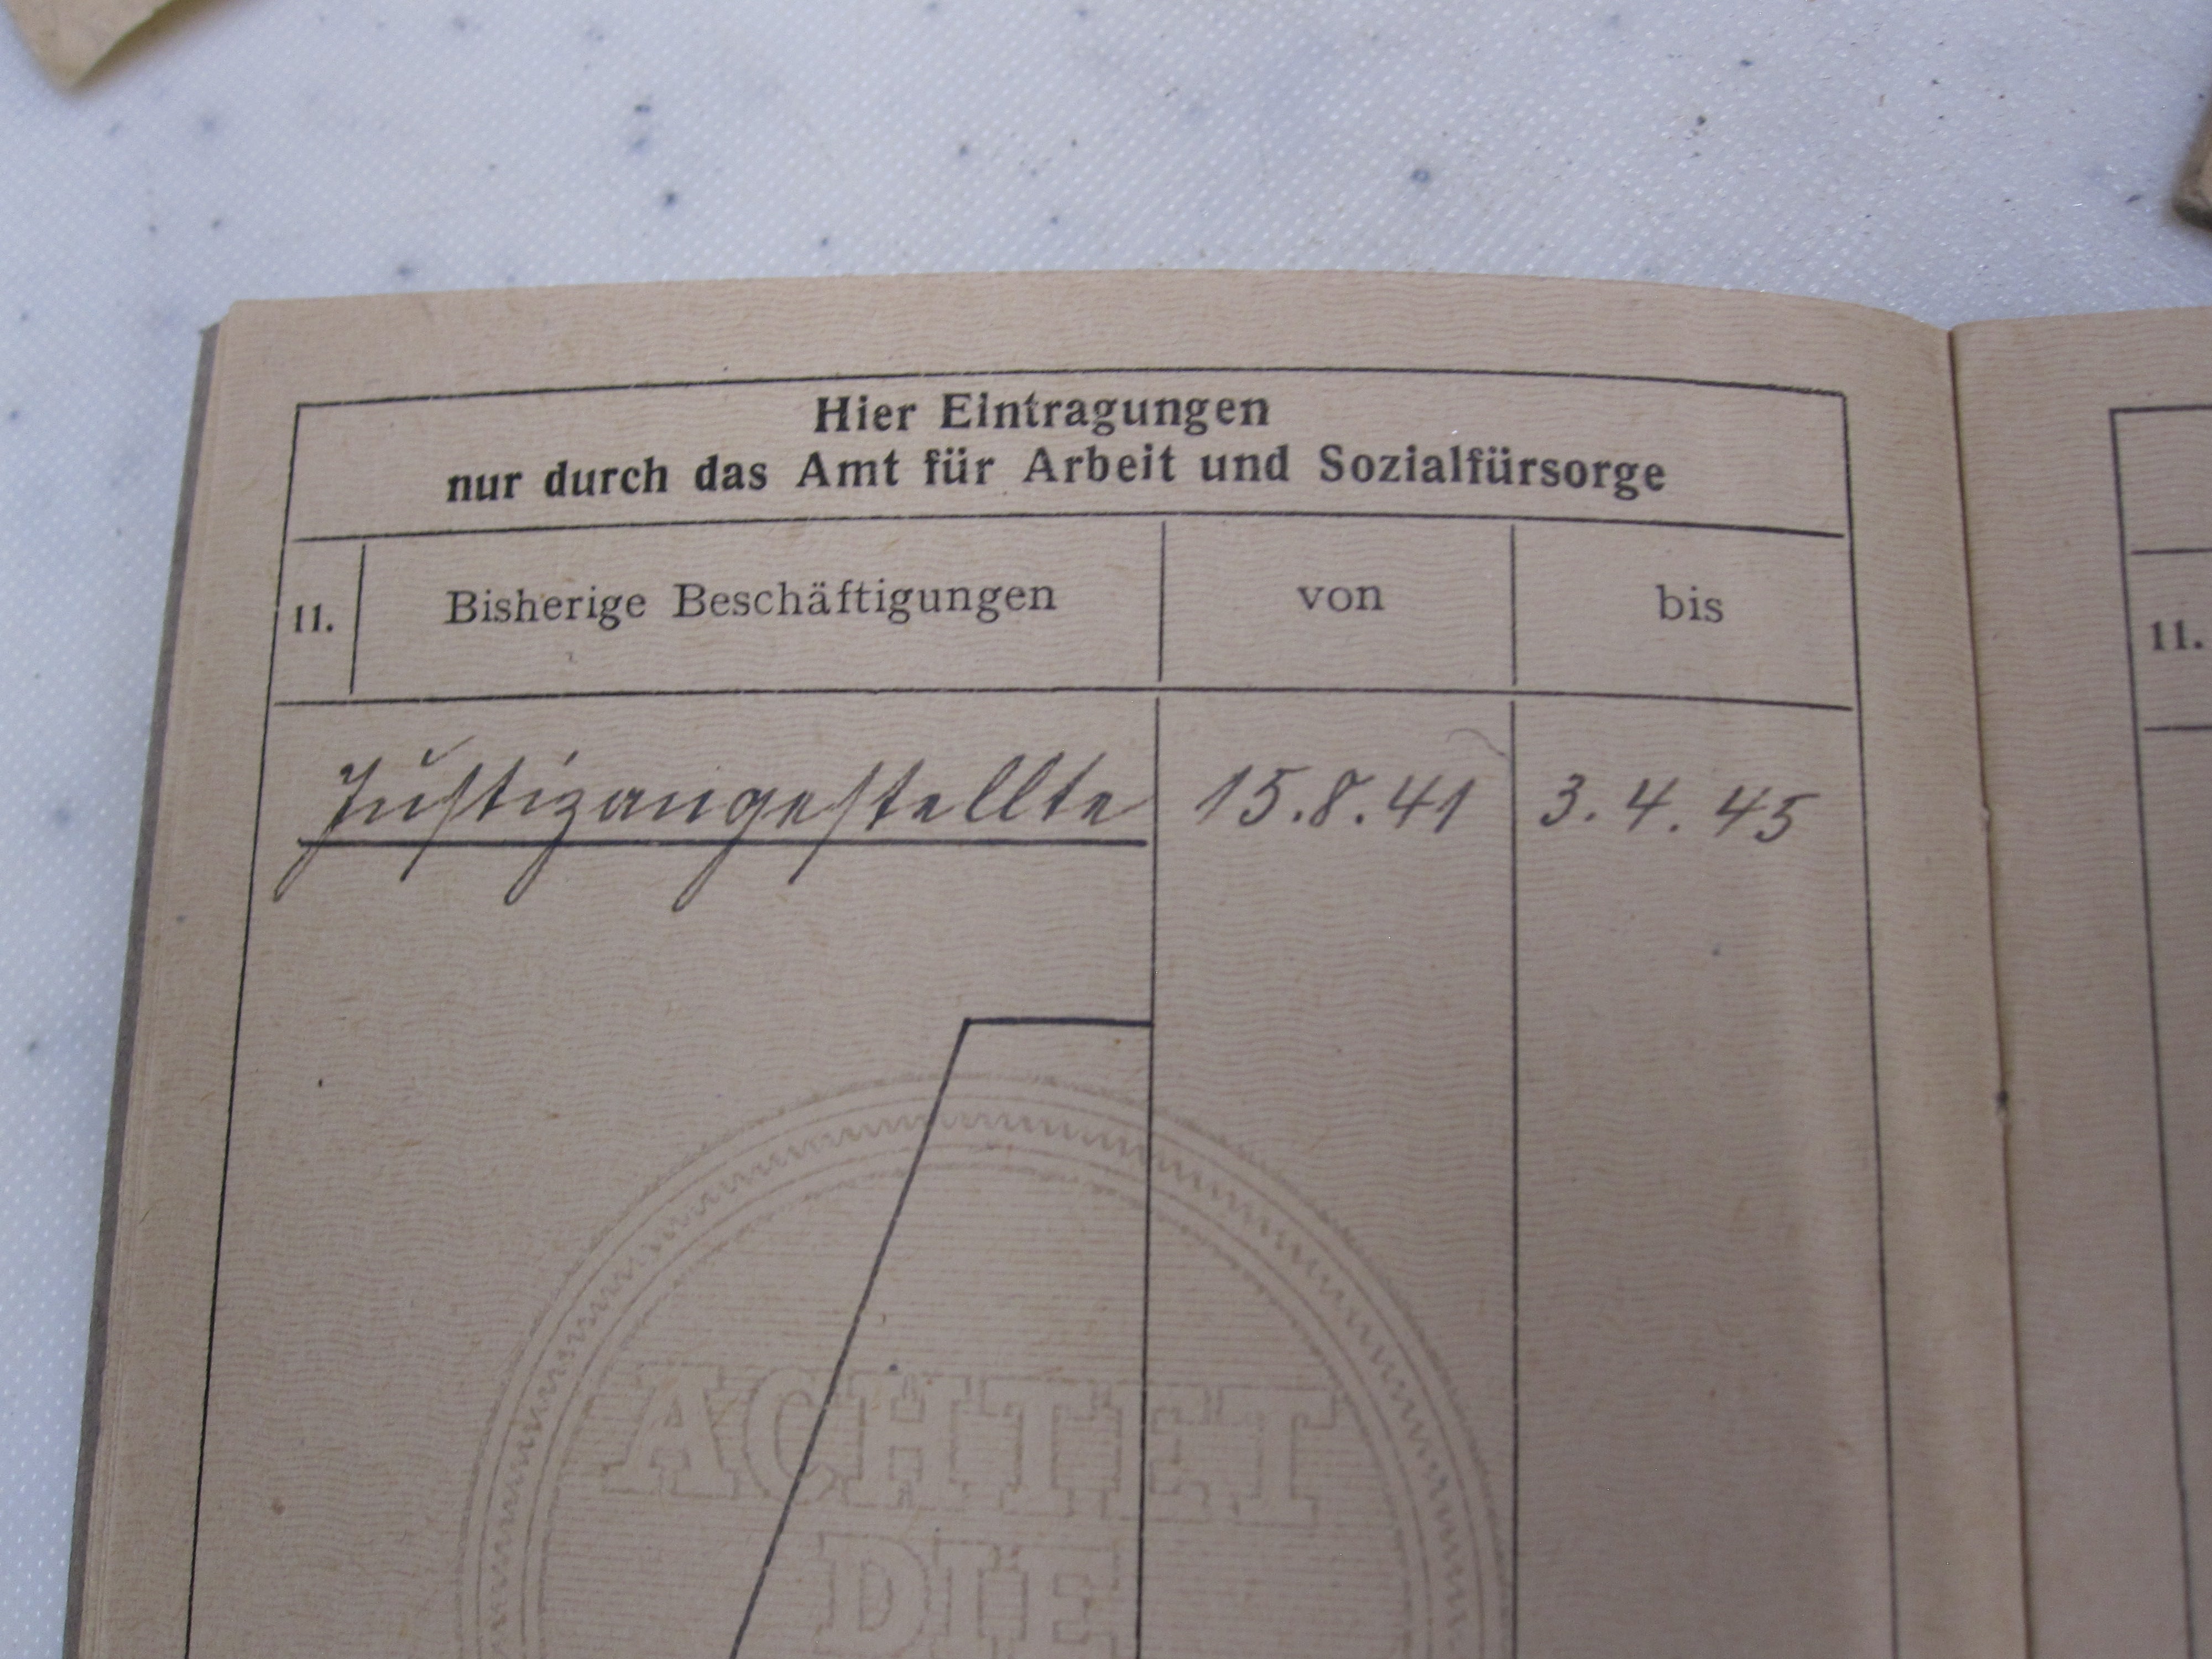 Hier Eintragungen
nur durch das Amt für Arbeit und Sozialfürsorge
11. Bisherige Beschäftigungen von bis
Justizangestellte 15.8.41 3.4.45
ACHTET
DIE
11.